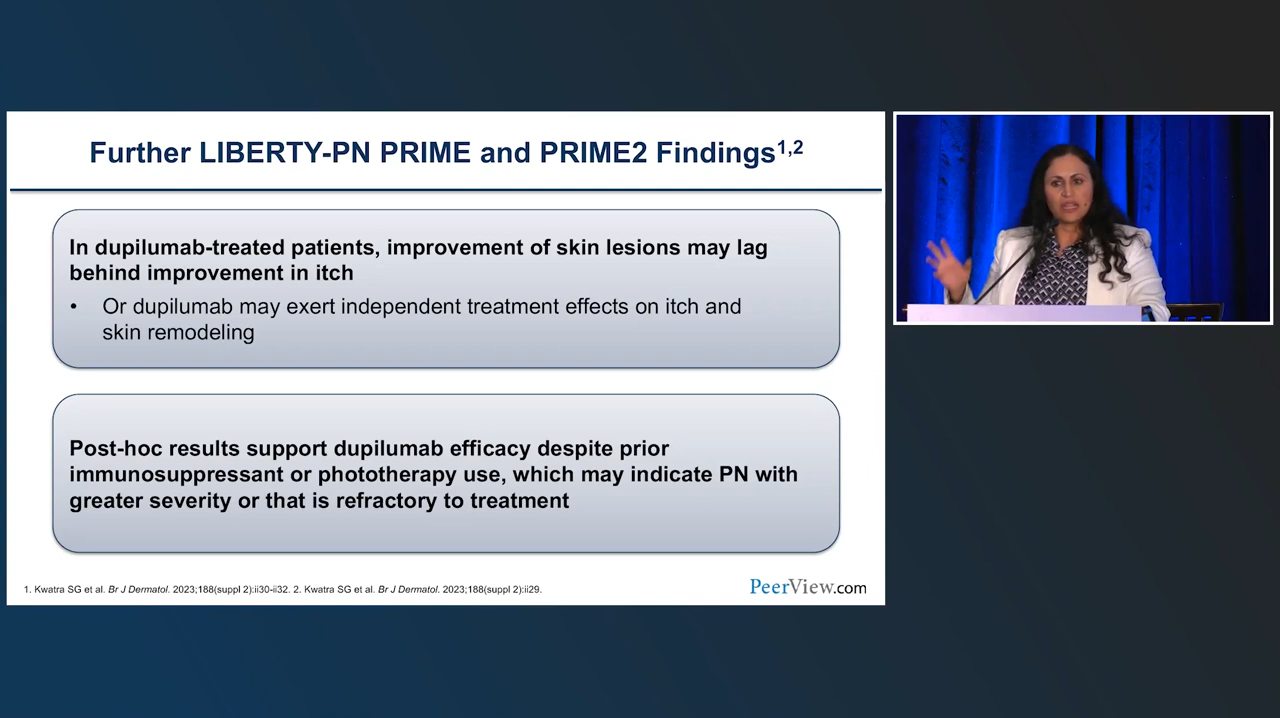 Further LIBERTY-PN PRIME and PRIME2 Findings1,2
In dupilumab-treated patients, improvement of skin lesions may lag
behind improvement in itch
• Or dupilumab may exert independent treatment effects on itch and
skin remodeling
Post-hoc results support dupilumab efficacy despite prior
immunosuppressant or phototherapy use, which may indicate PN with
greater severity or that is refractory to treatment
1. Kwatra SG et al. Br J Dermatol. 2023;188(suppl 2):ii30-ii32. 2. Kwatra SG et al. Br J Dermatol. 2023;188(suppl 2):ii29.
PeerView.com